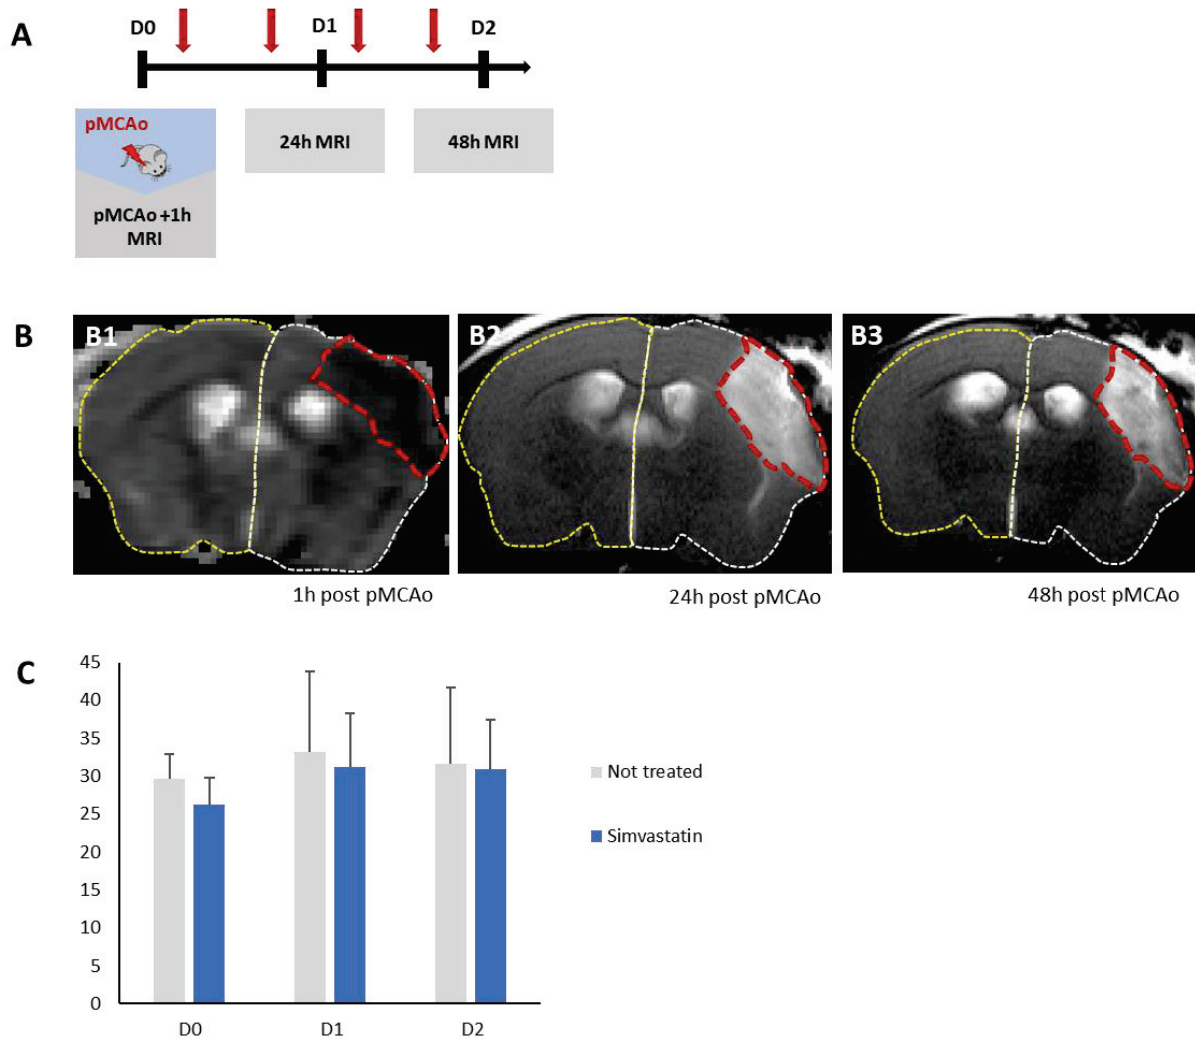 A
D0
D1
D2
pMCAo
pMCAo +1h
MRI
24h MRI
48h MRI
B
B1
B2
B3
1h post pMCAo
24h post pMCAo
48h post pMCAo
C
45
40
35
30
25
20
15
10
5
0
D0
D1
D2
Not treated
Simvastatin